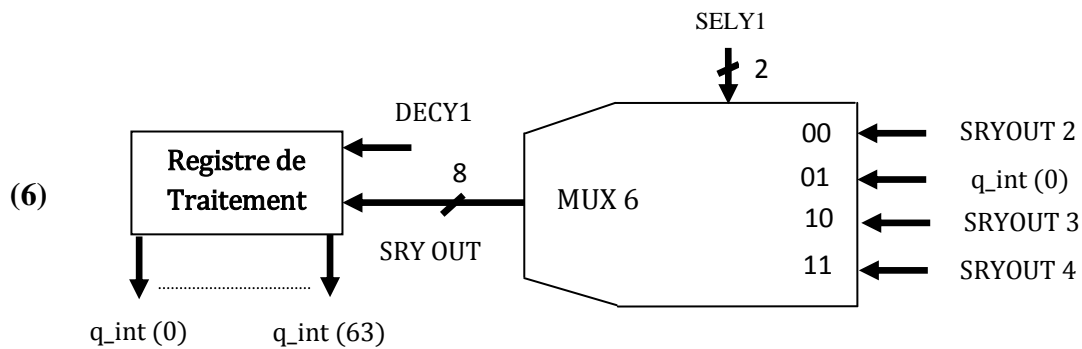 SELY1
2
DECY1
00
SRYOUT 2
Registre de
Traitement
8
(6)
01
q_int (0)
MUX 6
10
SRYOUT 3
SRY OUT
11
SRYOUT 4
q_int (0)
q_int (63)